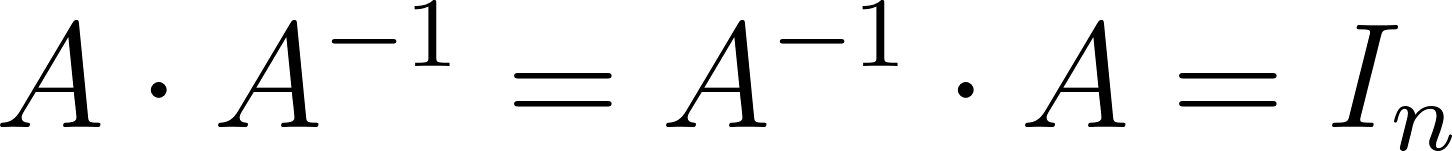 A · A⁻¹ = A⁻¹ · A = Iₙ